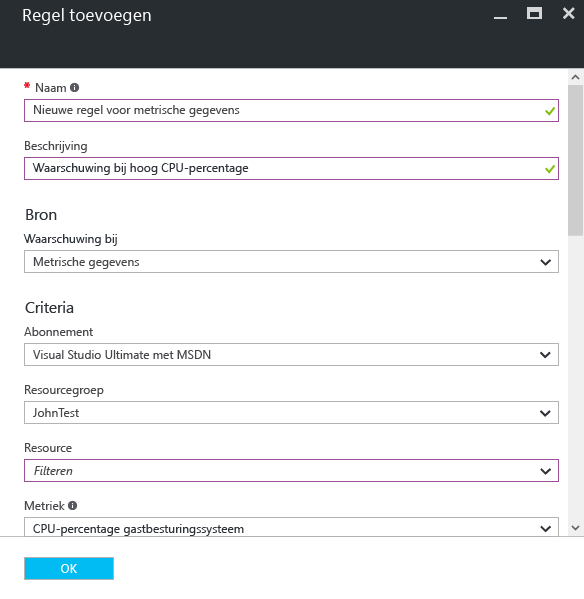 Regel toevoegen
* Naam
Nieuwe regel voor metrische gegevens
Beschrijving
Waarschuwing bij hoog CPU-percentage
Bron
Waarschuwing bij
Metrische gegevens
Criteria
Abonnement
Visual Studio Ultimate met MSDN
Resourcegroep
JohnTest
Resource
Filteren
Metriek
CPU-percentage gastbesturingssysteem
OK